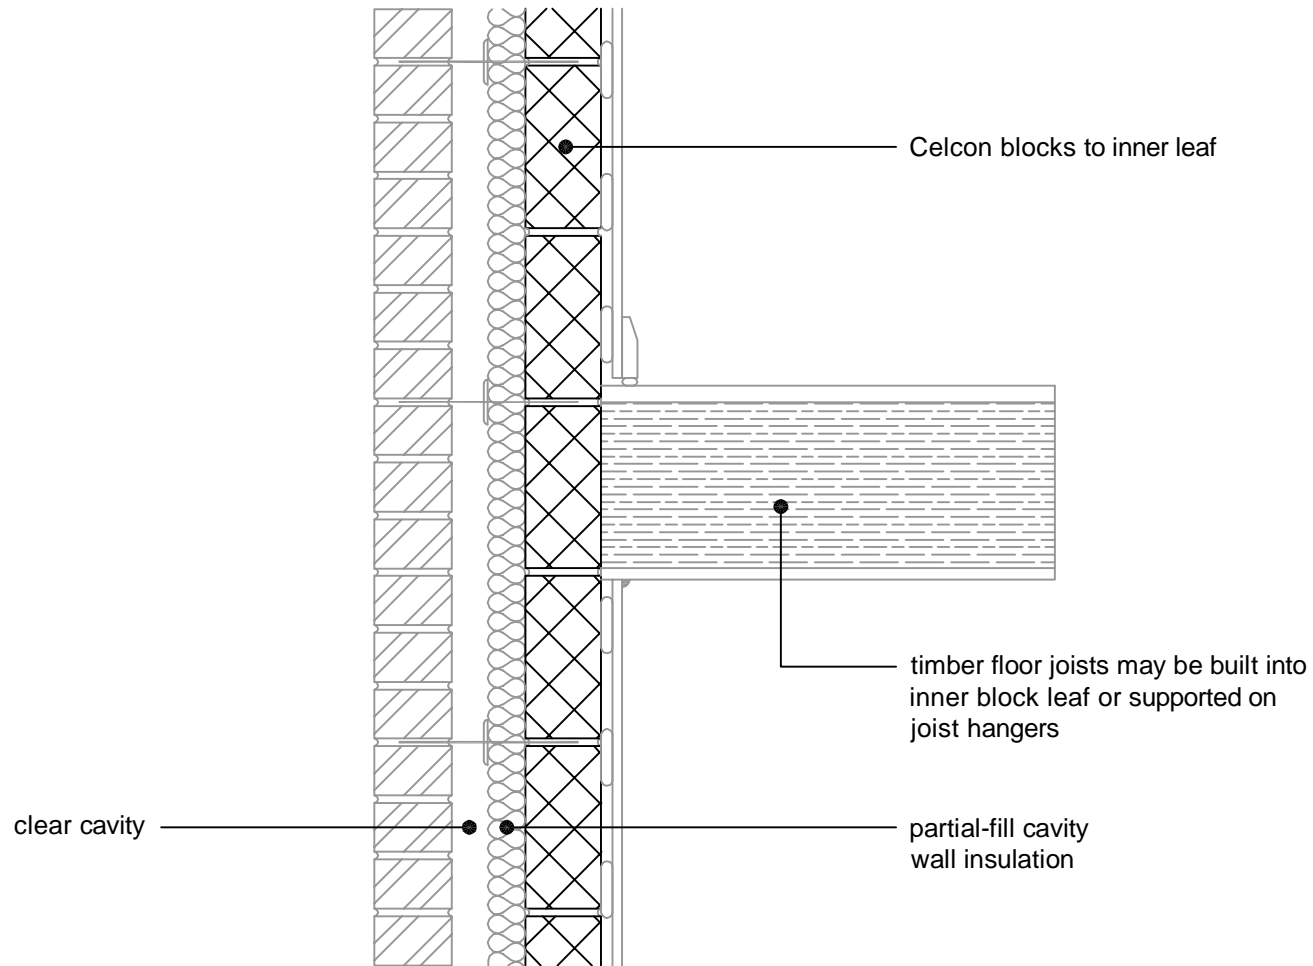 Celcon blocks to inner leaf
timber floor joists may be built into
inner block leaf or supported on
joist hangers
clear cavity
partial-fill cavity
wall insulation